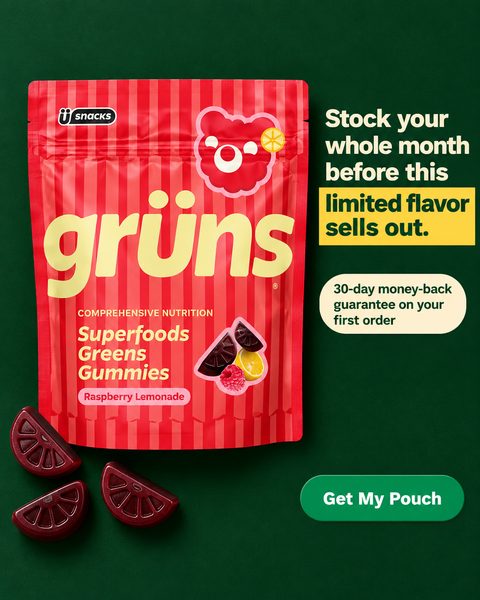 Ü snacks
grüns®
COMPREHENSIVE NUTRITION
Superfoods
Greens
Gummies
Raspberry Lemonade
Stock your
whole month
before this
limited flavor
sells out.
30-day money-back
guarantee on your
first order
Get My Pouch